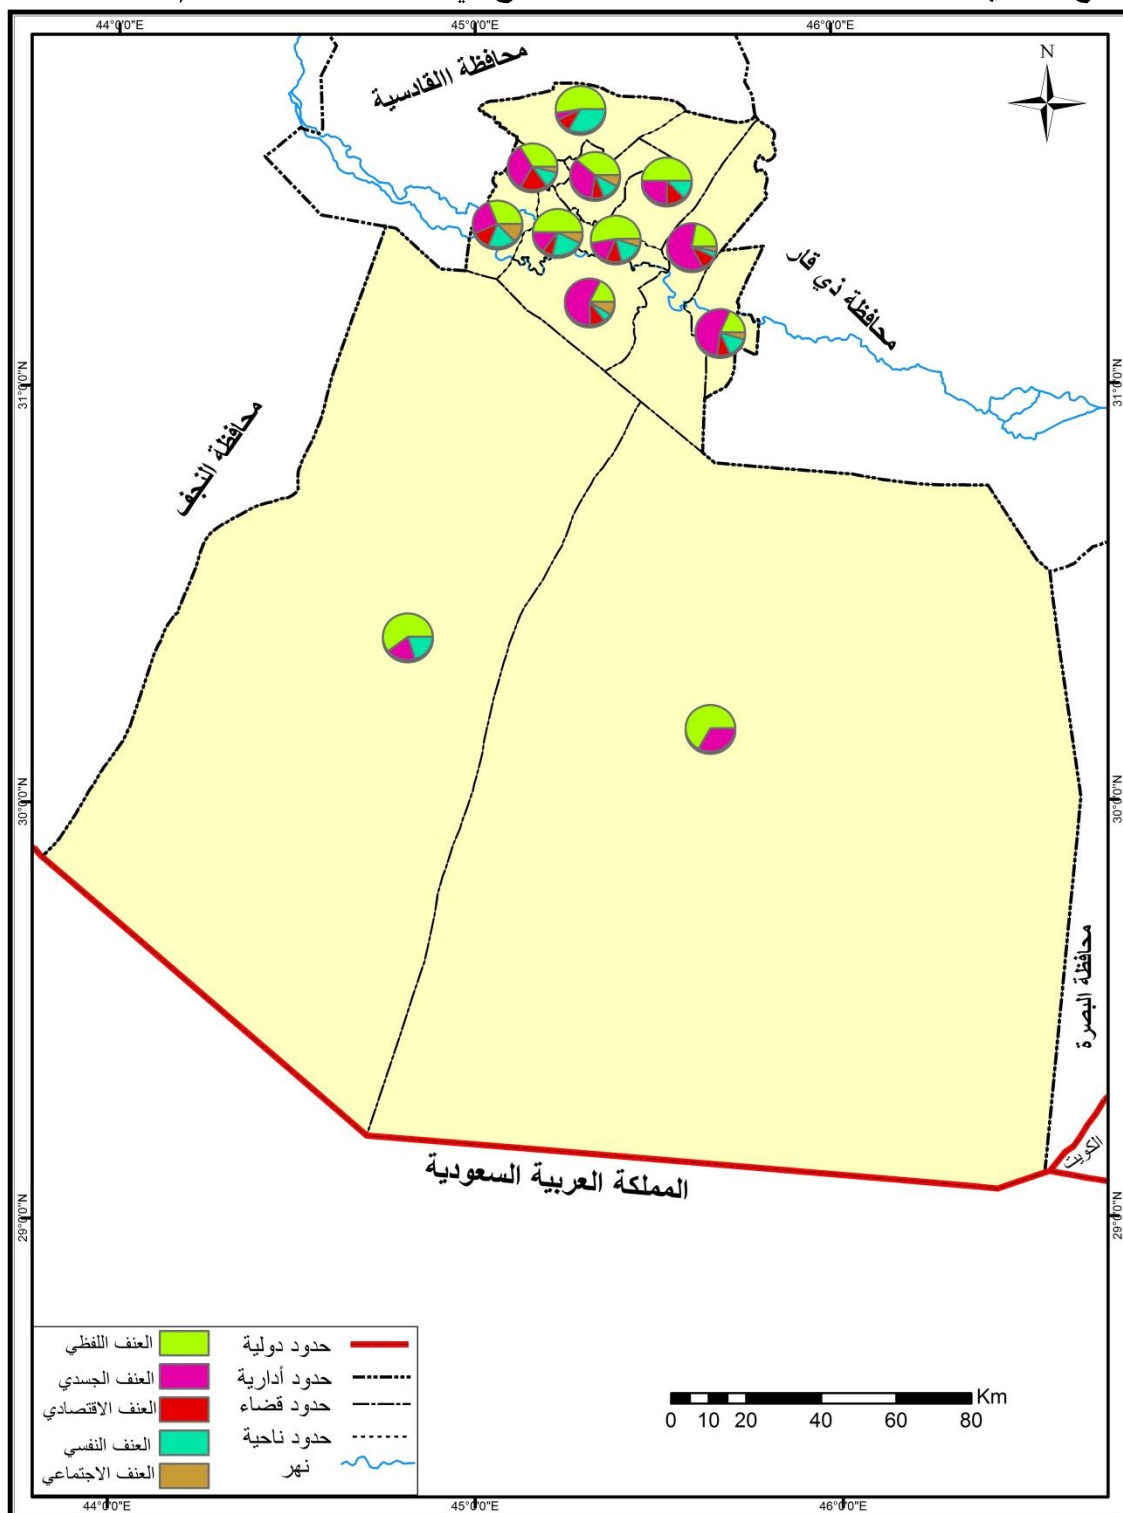 44°0'0"E
45°0'0"E
46°0'0"E
N
محافظة االقادسية
محافظة ذي قار
31°0'0"N
31°0'0"N
محافظة النجف
30°0'0"N
30°0'0"N
محافظة البصرة
الكويت
المملكة العربية السعودية
29°0'0"N
29°0'0"N
حدود دولية
العنف اللفظي
حدود أدارية
العنف الجسدي
حدود قضاء
العنف الاقتصادي
حدود ناحية
العنف النفسي
نهر
العنف الاجتماعي
Km
0 10 20 40 60 80
44°0'0"E
45°0'0"E
46°0'0"E